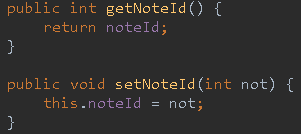 public int getNoteId() {
    return noteId;
}

public void setNoteId(int not) {
    this.noteId = not;
}